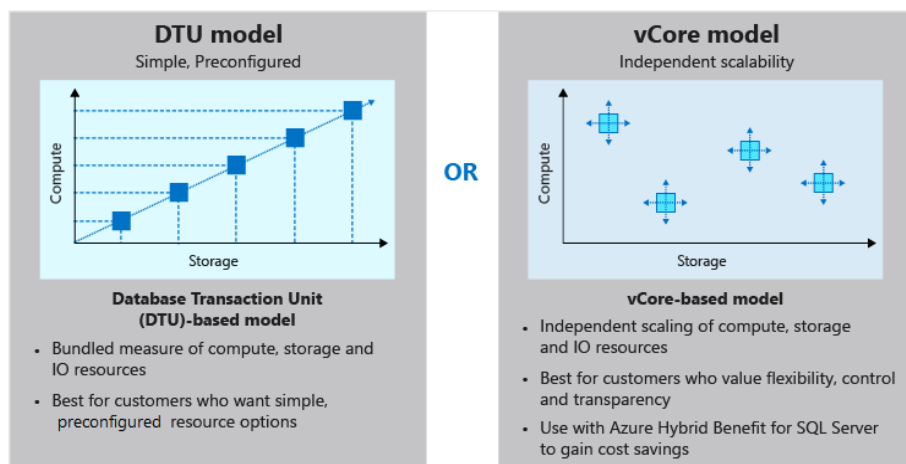 DTU model
Simple, Preconfigured
Compute
Storage
Database Transaction Unit
(DTU)-based model
• Bundled measure of compute, storage and
IO resources
• Best for customers who want simple,
preconfigured resource options
OR
vCore model
Independent scalability
Compute
Storage
vCore-based model
• Independent scaling of compute, storage
and IO resources
• Best for customers who value flexibility, control
and transparency
• Use with Azure Hybrid Benefit for SQL Server
to gain cost savings